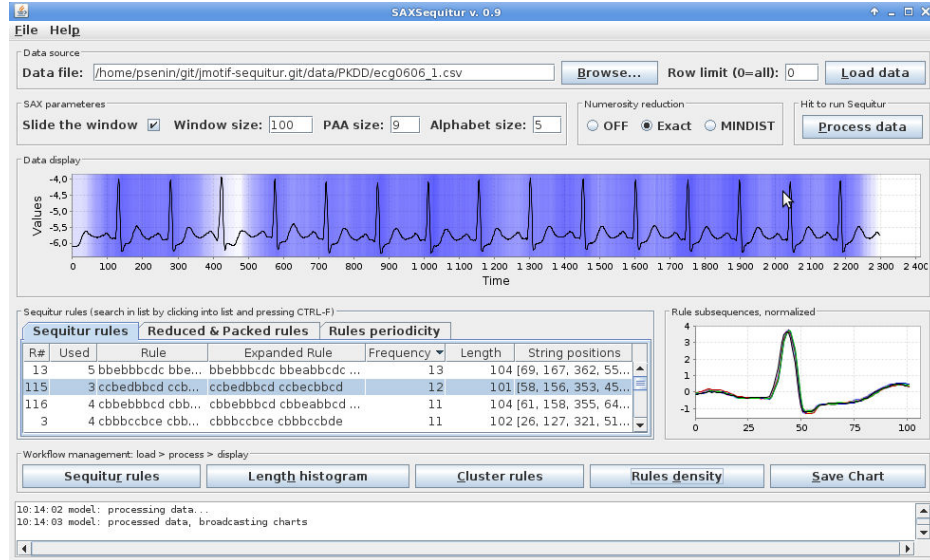 SAXSequitur v. 0.9
File Help
Data source
Data file: /home/psenin/git/jmotif-sequitur.git/data/PKDD/ecg0606_1.csv Browse... Row limit (0=all): 0 Load data
SAX parameteres
Slide the window Window size: 100 PAA size: 9 Alphabet size: 5
Numerosity reduction
OFF Exact MINDIST
Hit to run Sequitur
Process data
Data display
Values
-4,0
-4,5
-5,0
-5,5
-6,0
0 100 200 300 400 500 600 700 800 900 1 000 1 100 1 200 1 300 1 400 1 500 1 600 1 700 1 800 1 900 2 000 2 100 2 200 2 300 2 400
Time
Sequitur rules (search in list by clicking into list and pressing CTRL-F)
Sequitur rules Reduced & Packed rules Rules periodicity
R# Used Rule Expanded Rule Frequency Length String positions
13 5 bbebbbcdc bbe... bbebbbcdc bbeabbcdc ... 13 104 [69, 167, 362, 55...
115 3 ccbedbbcd ccb... ccbedbbcd ccbecbbcd 12 101 [58, 156, 353, 45...
116 4 cbbebbbcd cbb... cbbebbbcd cbbeabbcd ... 11 104 [61, 158, 355, 64...
3 4 cbbbccbce cbb... cbbbccbce cbbbccbde 11 102 [26, 127, 321, 51...
Rule subsequences, normalized
4
3
2
1
0
-1
0 25 50 75 100
Workflow management: load > process > display
Sequitur rules Length histogram Cluster rules Rules density Save Chart
10:14:02 model: processing data...
10:14:03 model: processed data, broadcasting charts